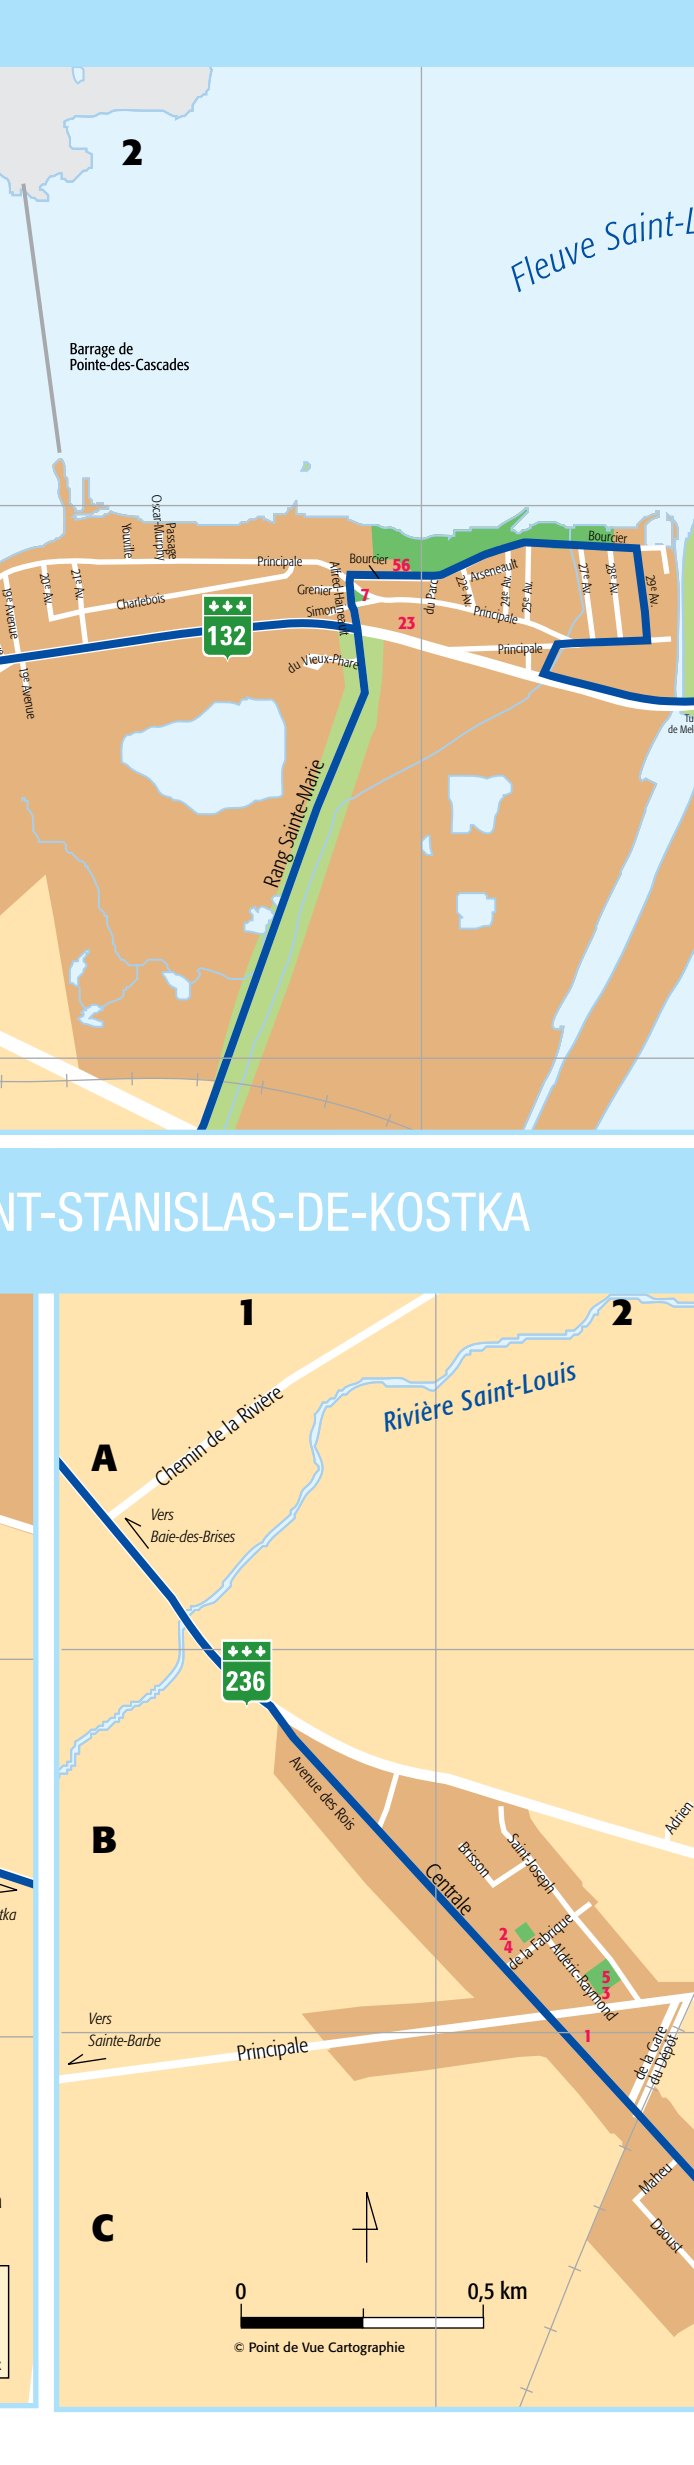 2
Fleuve Saint-L
Barrage de
Pointe-des-Cascades
Youville
Oscar-Murphy
Passage
Principale
Bourcier
56
Bourcier
19e Avenue
20e Av.
21e Av.
Charlebois
Grenier
Alfred-Haineault
7
Simon
23
du Parc
22e Av.
Arseneault
24e Av.
25e Av.
27e Av.
28e Av.
29e Av.
Principale
Principale
132
du Vieux-Phare
19e Avenue
Tu
de Mel
Rang Sainte-Marie
NT-STANISLAS-DE-KOSTKA
1
2
Rivière Saint-Louis
Chemin de la Rivière
A
Vers
Baie-des-Brises
236
Avenue des Rois
Adrien
B
Brisson
Saint-Joseph
Centrale
tka
2
4
de la Fabrique
Aldéric-Raymond
5
3
1
Vers
Sainte-Barbe
Principale
de la Gare
du Dépôt
Maheu
Daoust
C
0
0,5 km
© Point de Vue Cartographie